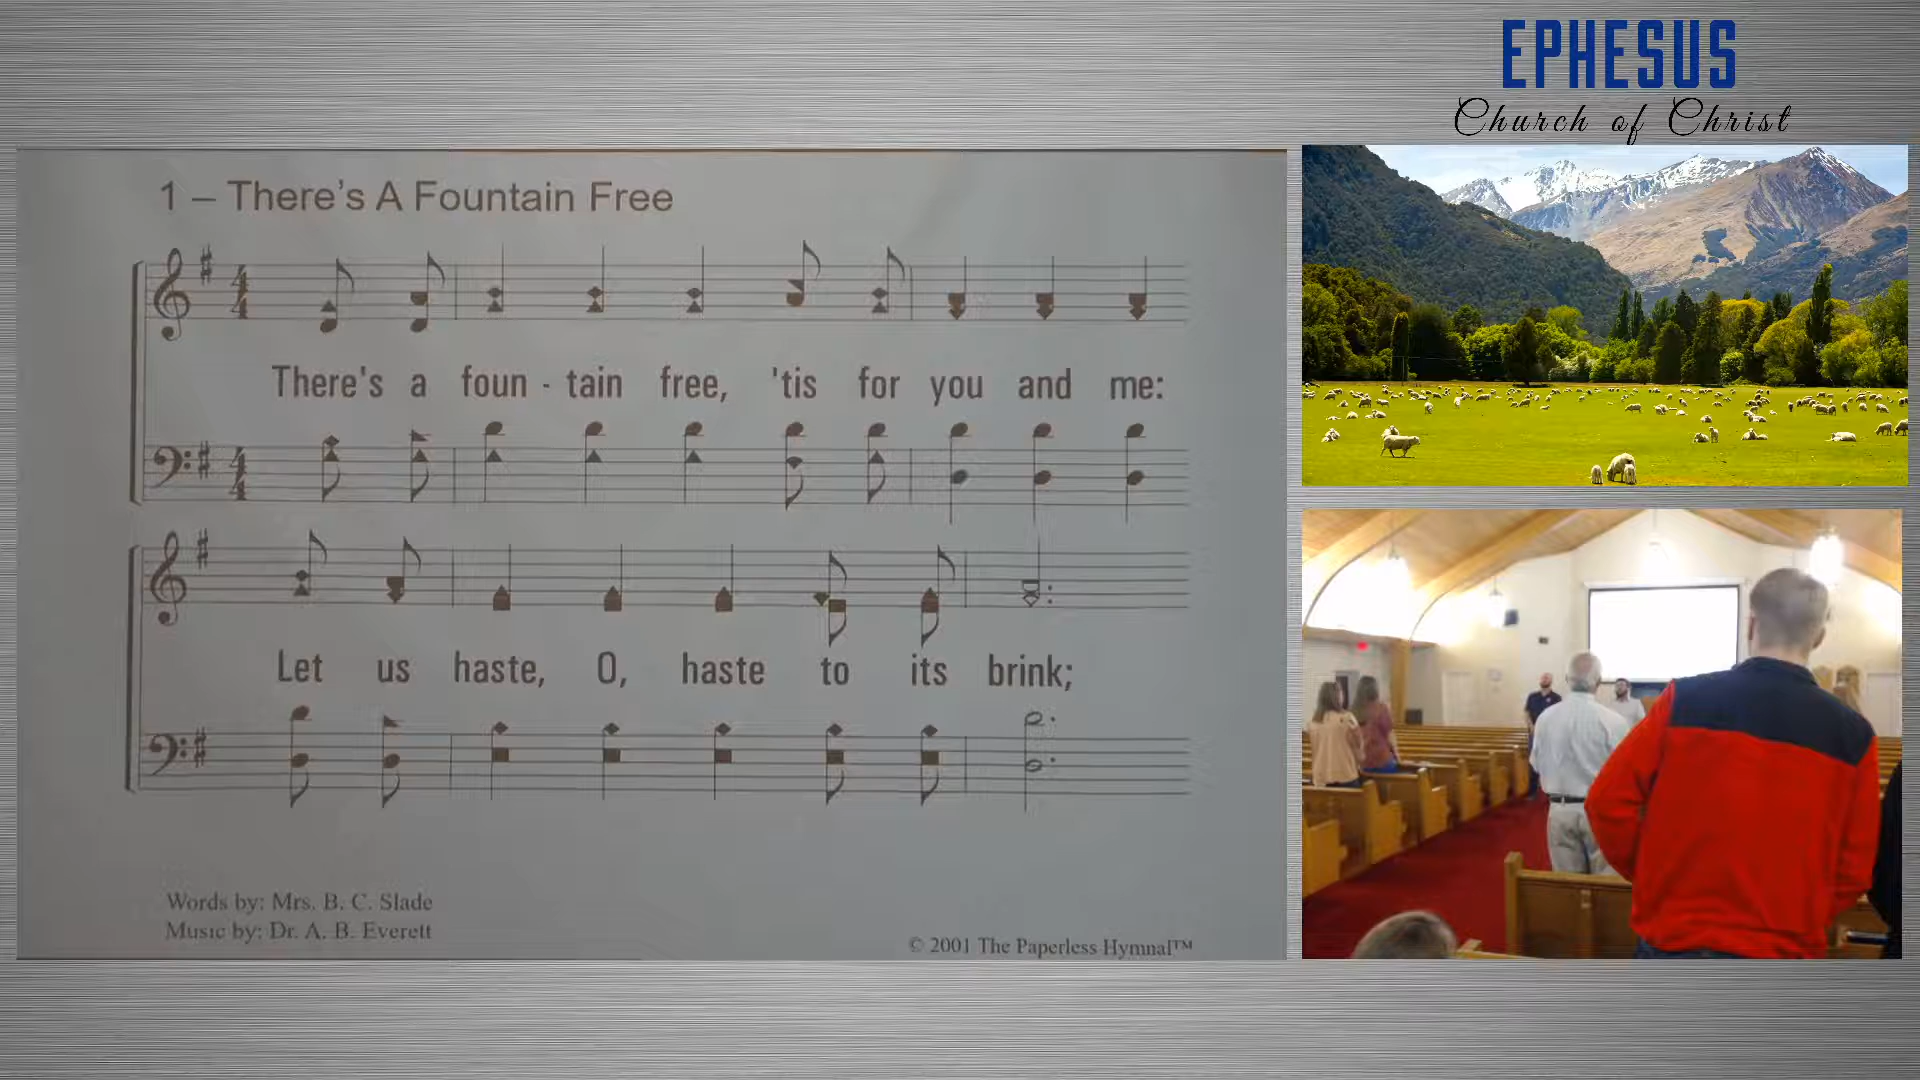 EPHESUS
Church of Christ
1 – There's A Fountain Free
There's a foun - tain free, 'tis for you and me:
Let us haste, O, haste to its brink;
Words by: Mrs. B. C. Slade
Music by: Dr. A. B. Everett
© 2001 The Paperless Hymnal™